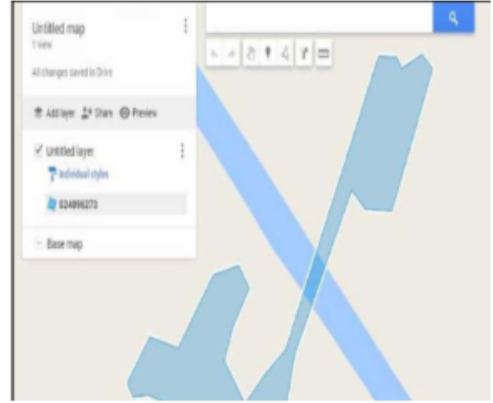 Untitled map
1 view
All changes saved in Drive
Add layer Share Preview
Untitled layer
Individual styles
024896273
Base map